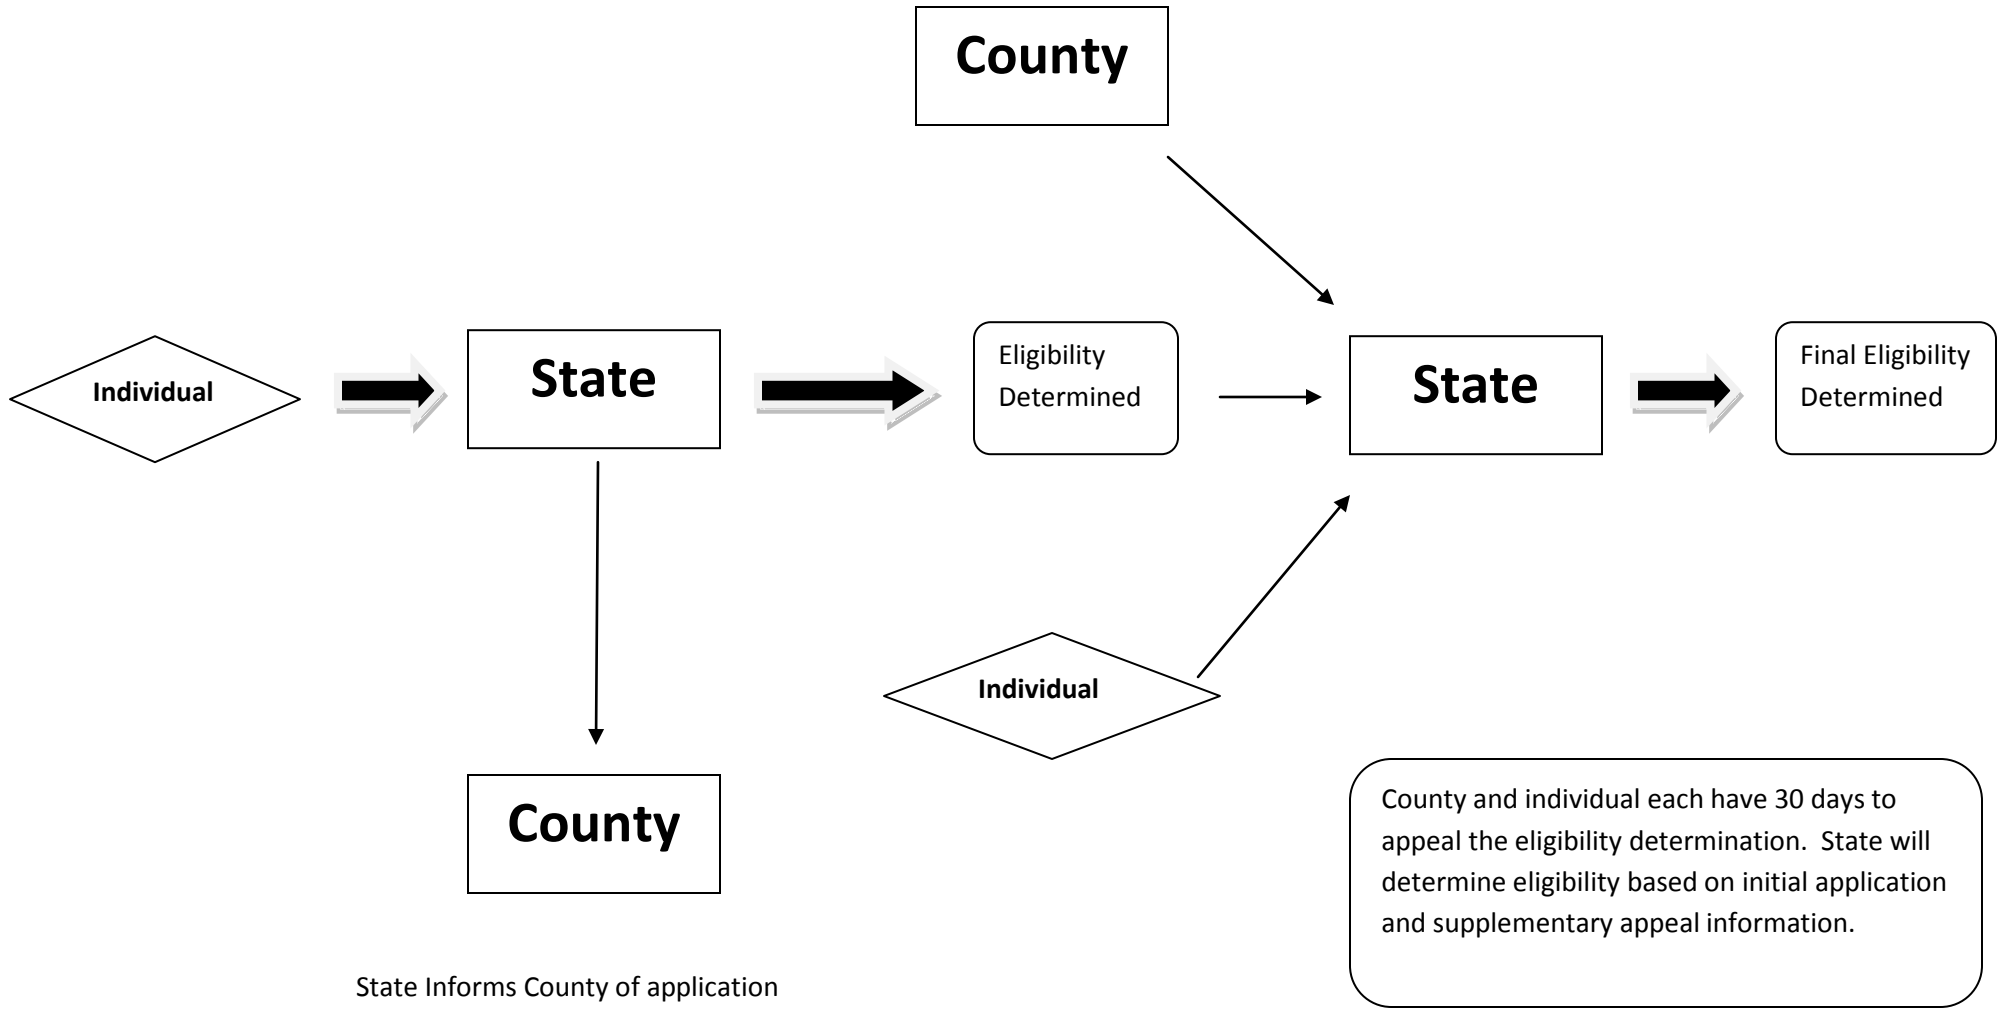 County
Individual
State
Eligibility
Determined
State
Final Eligibility
Determined
Individual
County
County and individual each have 30 days to
appeal the eligibility determination.  State will
determine eligibility based on initial application
and supplementary appeal information.
State Informs County of application